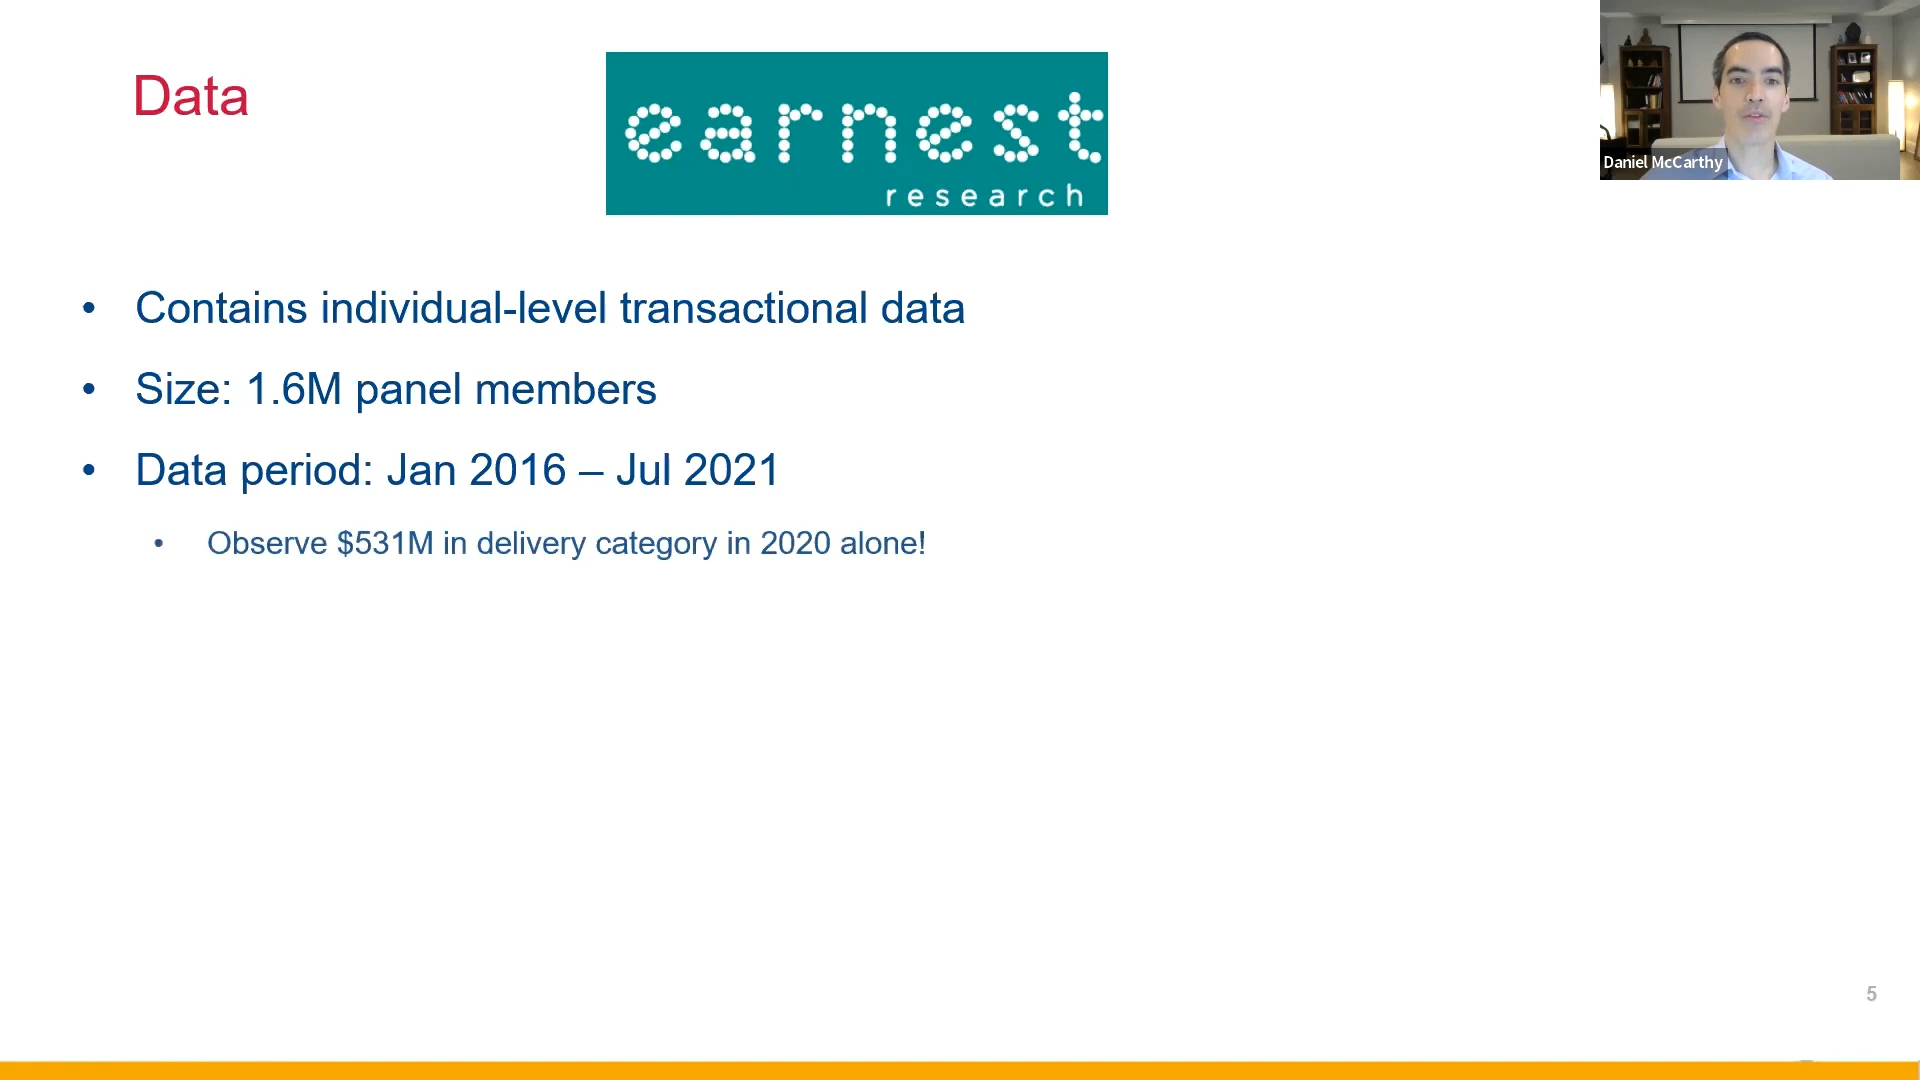 Data
earnest
research
Daniel McCarthy
• Contains individual-level transactional data
• Size: 1.6M panel members
• Data period: Jan 2016 – Jul 2021
• Observe $531M in delivery category in 2020 alone!
5